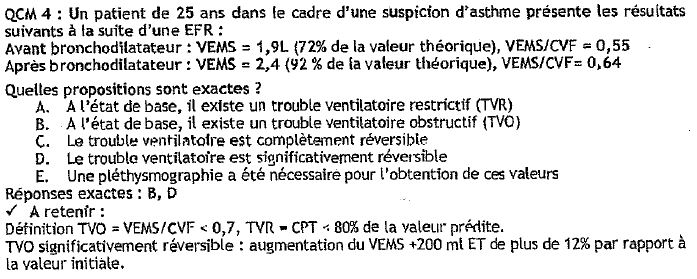 QCM 4 : Un patient de 25 ans dans le cadre d'une suspicion d'asthme présente les résultats
suivants à la suite d'une EFR :
Avant bronchodilatateur : VEMS = 1,9L (72% de la valeur théorique), VEMS/CVF = 0,55
Après bronchodilatateur : VEMS = 2,4 (92 % de la valeur théorique), VEMS/CVF= 0,64
Quelles propositions sont exactes ?
A. A l'état de base, il existe un trouble ventilatoire restrictif (TVR)
B. A l'état de base, il existe un trouble ventilatoire obstructif (TVO)
C. Le trouble ventilatoire est complètement réversible
D. Le trouble ventilatoire est significativement réversible
E. Une pléthysmographie a été nécessaire pour l'obtention de ces valeurs
Réponses exactes : B, D
✓ A retenir :
Définition TVO = VEMS/CVF < 0,7, TVR = CPT < 80% de la valeur prédite.
TVO significativement réversible : augmentation du VEMS +200 ml ET de plus de 12% par rapport à
la valeur initiale.